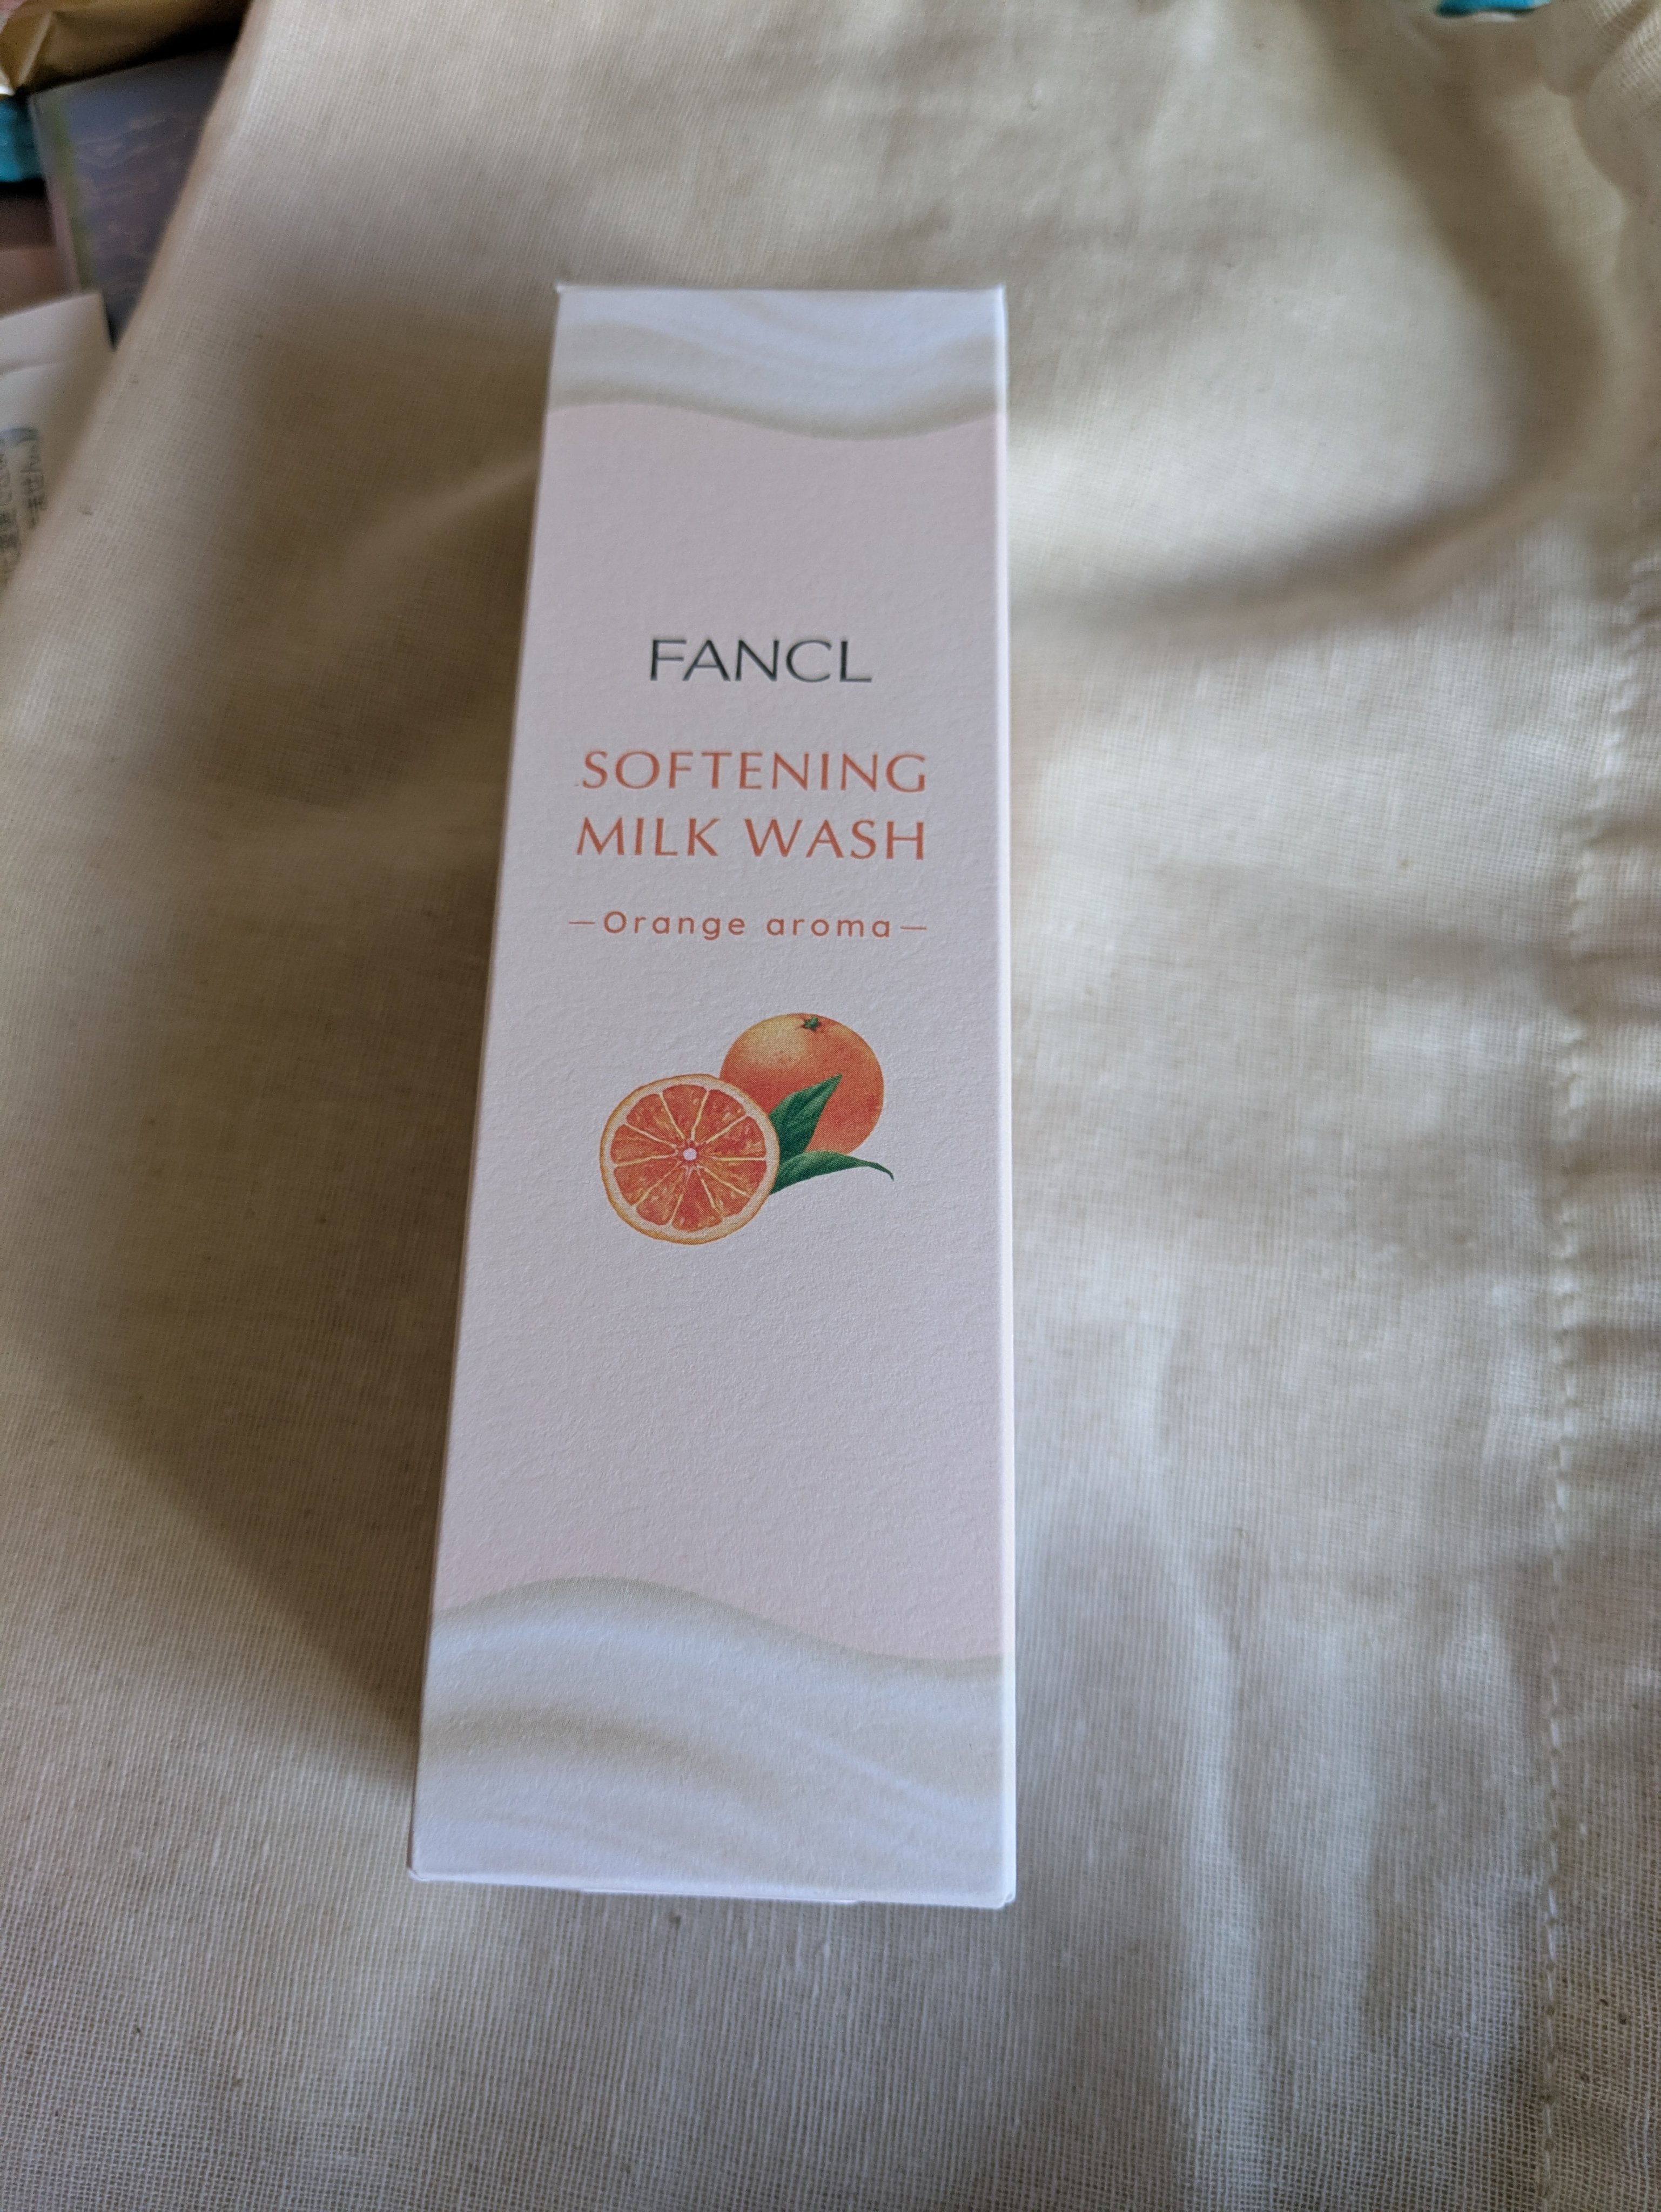 FANCL
SOFTENING
MILK WASH
—Orange aroma—